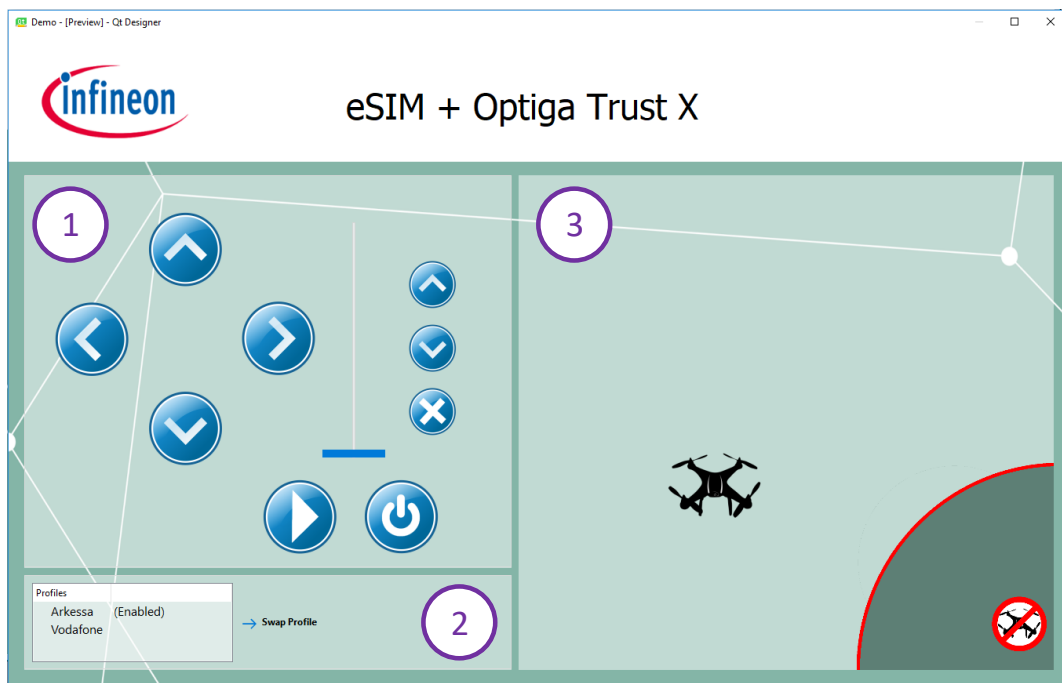 Demo - [Preview] - Qt Designer
infineon
eSIM + Optiga Trust X
1
3
Profiles
Arkessa (Enabled)
Vodafone
Swap Profile
2